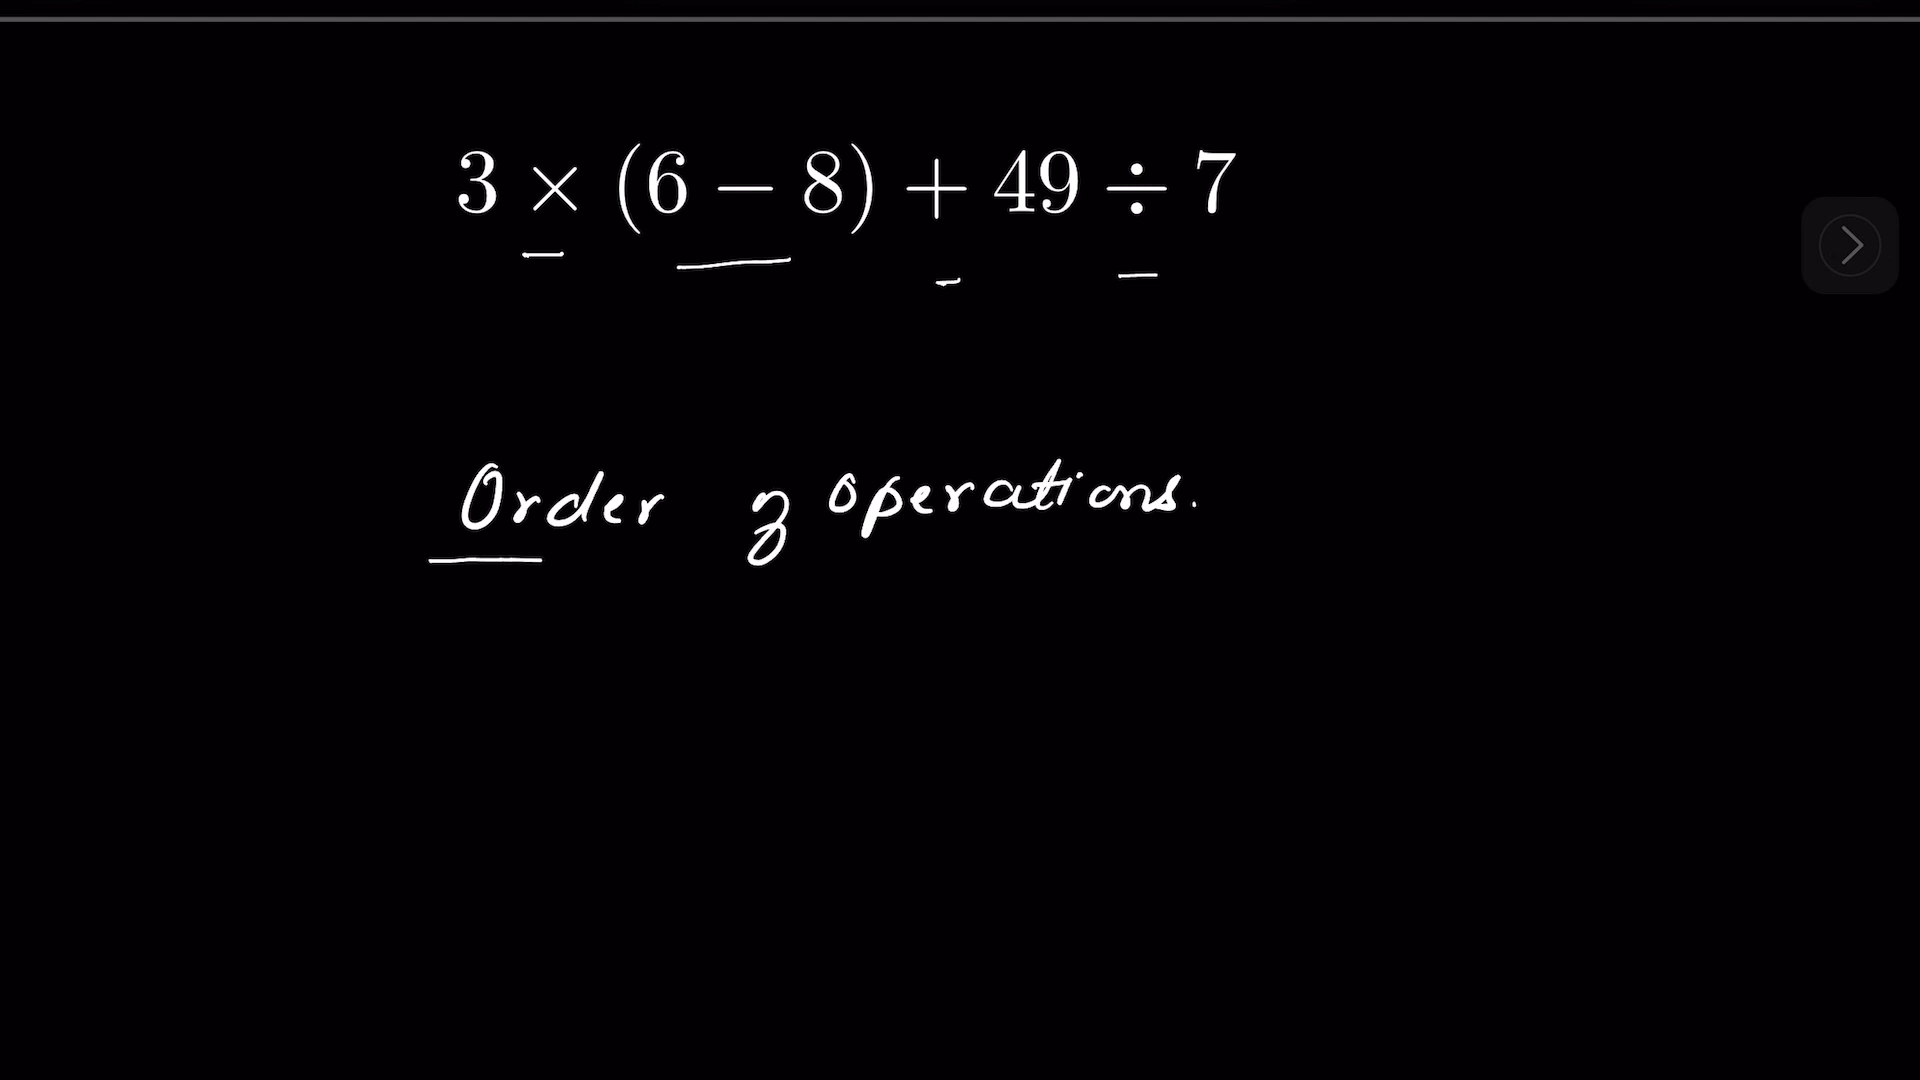 3 × (6 − 8) + 49 ÷ 7
Order of operations.